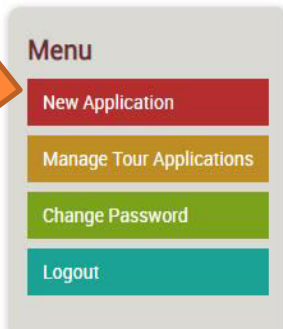 Menu
New Application
Manage Tour Applications
Change Password
Logout